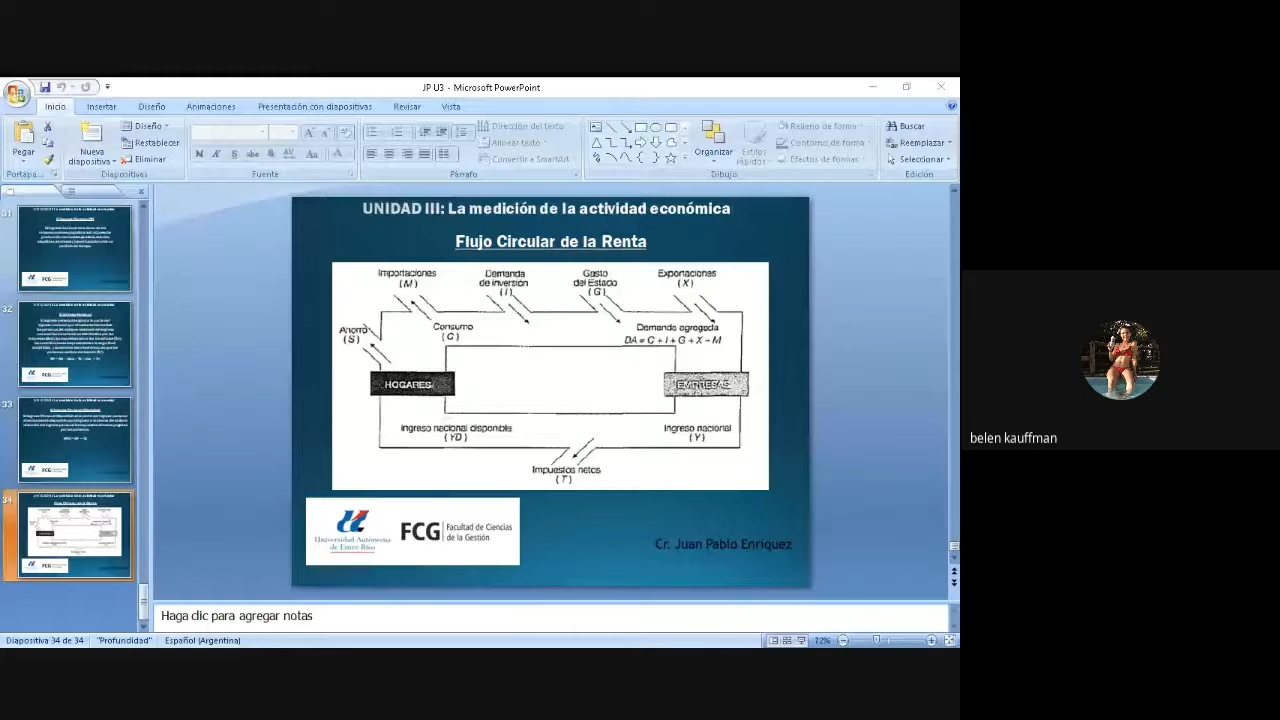 JP U3 - Microsoft PowerPoint
Inicio Insertar Diseño Animaciones Presentación con diapositivas Revisar Vista
Pegar
Nueva diapositiva
Diseño
Restablecer
Eliminar
Dirección del texto
Alinear texto
Convertir a SmartArt
Organizar
Estilos rápidos
Relleno de forma
Contorno de forma
Efectos de formas
Buscar
Reemplazar
Seleccionar
Portapa... Diapositivas Fuente Párrafo Dibujo Edición
31
32
33
34
UNIDAD III: La medición de la actividad económica
Flujo Circular de la Renta
Importaciones
(M)
Demanda
de inversión
(I)
Gasto
del Estado
(G)
Exportaciones
(X)
Ahorro
(S)
Consumo
(C)
Demanda agregada
DA = C + I + G + X - M
HOGARES
EMPRESAS
Ingreso nacional disponible
(YD)
Ingreso nacional
(Y)
Impuestos netos
(T)
Universidad Autónoma
de Entre Ríos
FCG Facultad de Ciencias
de la Gestión
Cr. Juan Pablo Enriquez
Haga clic para agregar notas
Diapositiva 34 de 34 "Profundidad" Español (Argentina) 72%
belen kauffman